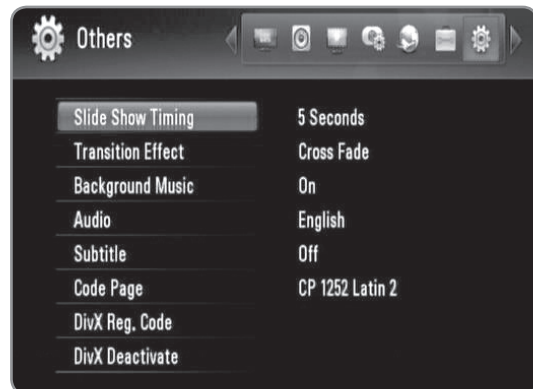 Others
Slide Show Timing 5 Seconds
Transition Effect Cross Fade
Background Music On
Audio English
Subtitle Off
Code Page CP 1252 Latin 2
DivX Reg. Code
DivX Deactivate